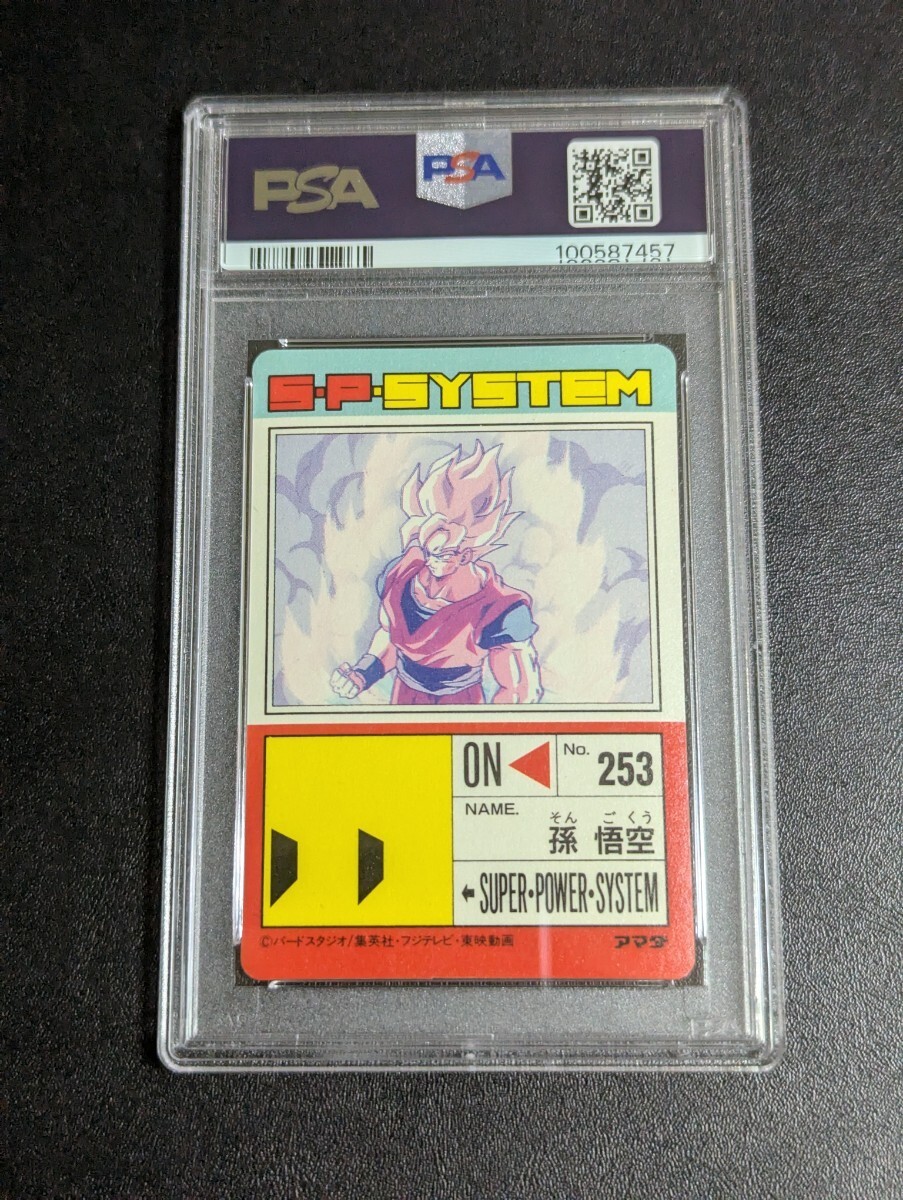 PSA
PSA
100587457
S·P·SYSTEM
ON
No. 253
NAME.
そん ご くう
孫 悟空
SUPER·POWER·SYSTEM
©バードスタジオ/集英社・フジテレビ・東映動画
アマダ